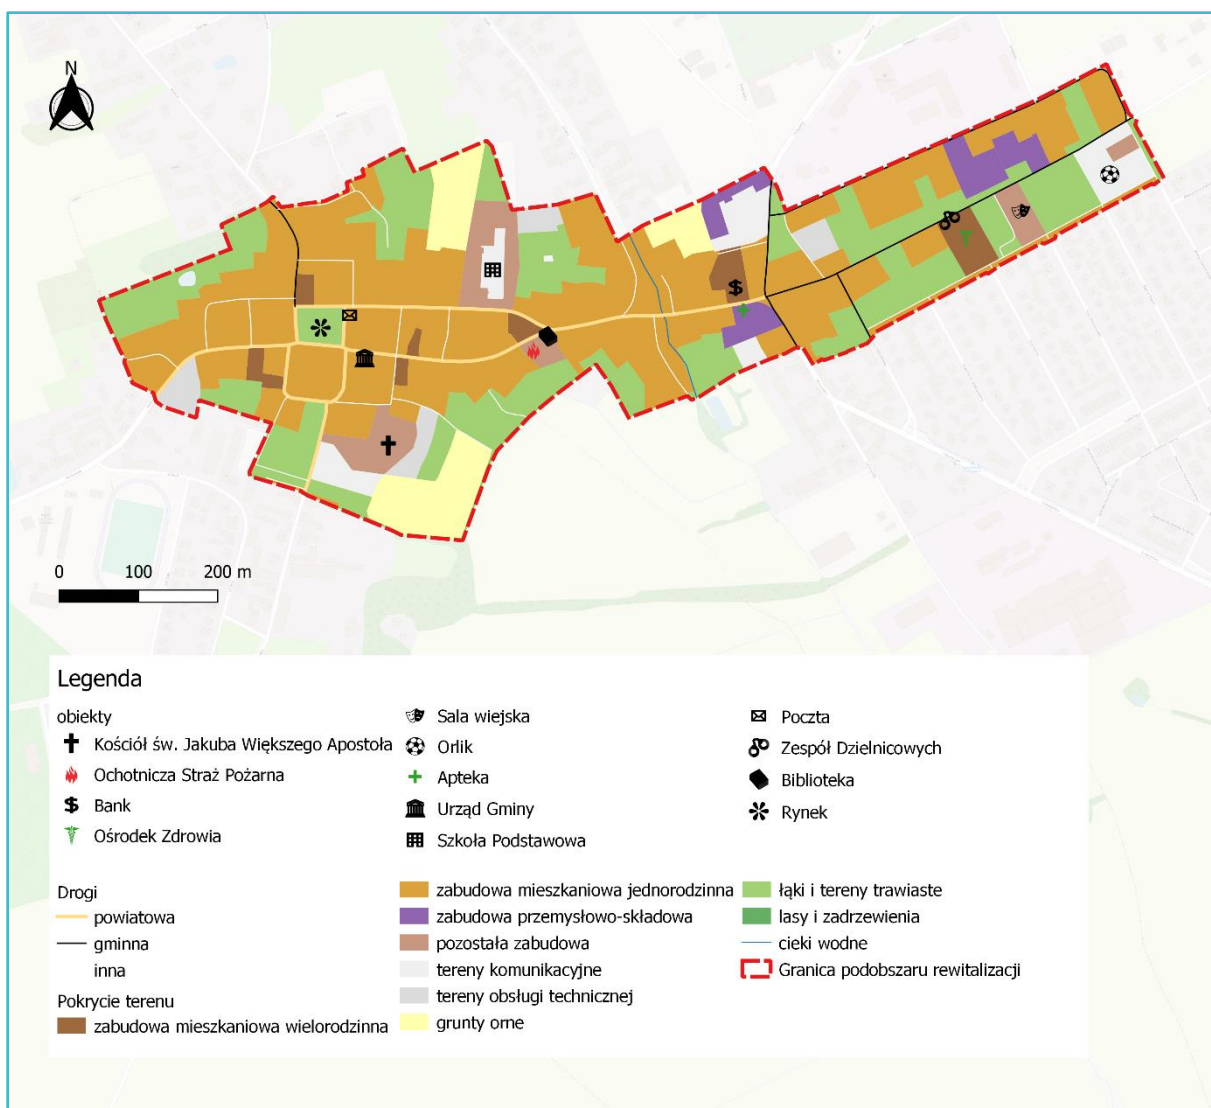 N
0 100 200 m
Legenda
obiekty
Kościół św. Jakuba Większego Apostoła
Ochotnicza Straż Pożarna
Bank
Ośrodek Zdrowia
Sala wiejska
Orlik
Apteka
Urząd Gminy
Szkoła Podstawowa
Poczta
Zespół Dzielnicowych
Biblioteka
Rynek
Drogi
powiatowa
gminna
inna
Pokrycie terenu
zabudowa mieszkaniowa wielorodzinna
zabudowa mieszkaniowa jednorodzinna
zabudowa przemysłowo-składowa
pozostała zabudowa
tereny komunikacyjne
tereny obsługi technicznej
grunty orne
łąki i tereny trawiaste
lasy i zadrzewienia
cieki wodne
Granica podobszaru rewitalizacji